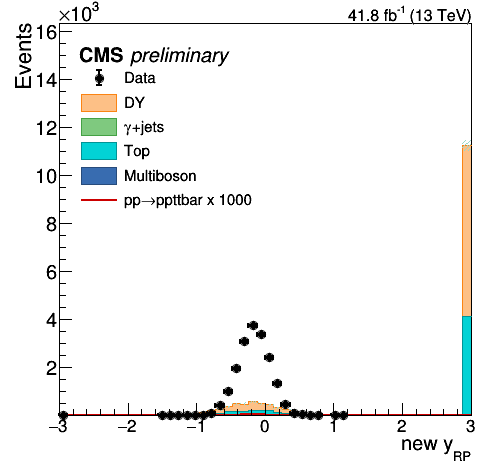 ×10³
41.8 fb⁻¹ (13 TeV)
Events
CMS preliminary
Data
DY
γ+jets
Top
Multiboson
pp→ppttbar x 1000
16
14
12
10
8
6
4
2
−3 −2 −1 0 1 2 3
new y_RP